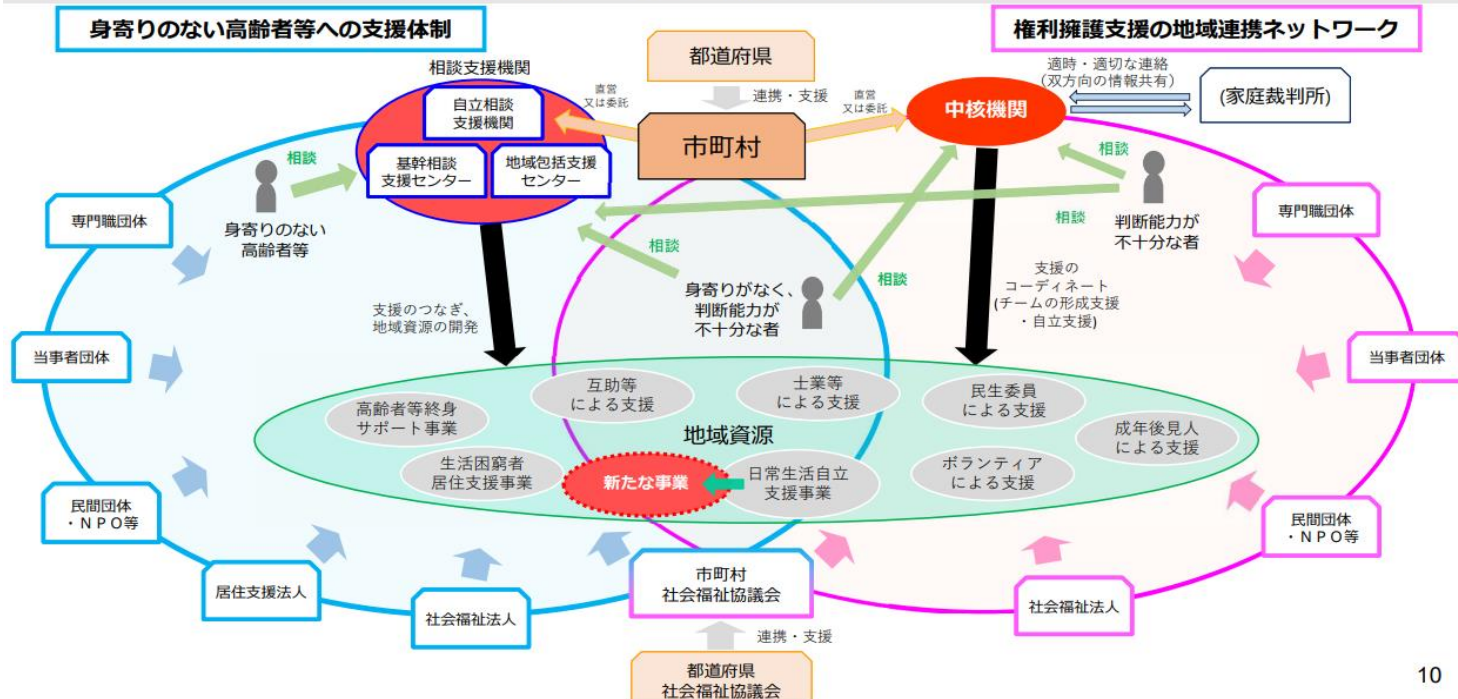 身寄りのない高齢者等への支援体制
権利擁護支援の地域連携ネットワーク
都道府県
連携・支援
相談支援機関
自立相談
支援機関
基幹相談
支援センター
地域包括支援
センター
直営
又は委託
市町村
直営
又は委託
中核機関
適時・適切な連絡
(双方向の情報共有)
(家庭裁判所)
相談
身寄りのない
高齢者等
相談
相談
判断能力が
不十分な者
相談
身寄りがなく、
判断能力が
不十分な者
相談
支援のつなぎ、
地域資源の開発
支援の
コーディネート
(チームの形成支援
・自立支援)
専門職団体
当事者団体
民間団体
・NPO等
居住支援法人
社会福祉法人
専門職団体
当事者団体
民間団体
・NPO等
社会福祉法人
互助等
による支援
士業等
による支援
民生委員
による支援
高齢者等終身
サポート事業
地域資源
成年後見人
による支援
生活困窮者
居住支援事業
新たな事業
日常生活自立
支援事業
ボランティア
による支援
市町村
社会福祉協議会
連携・支援
都道府県
社会福祉協議会
10